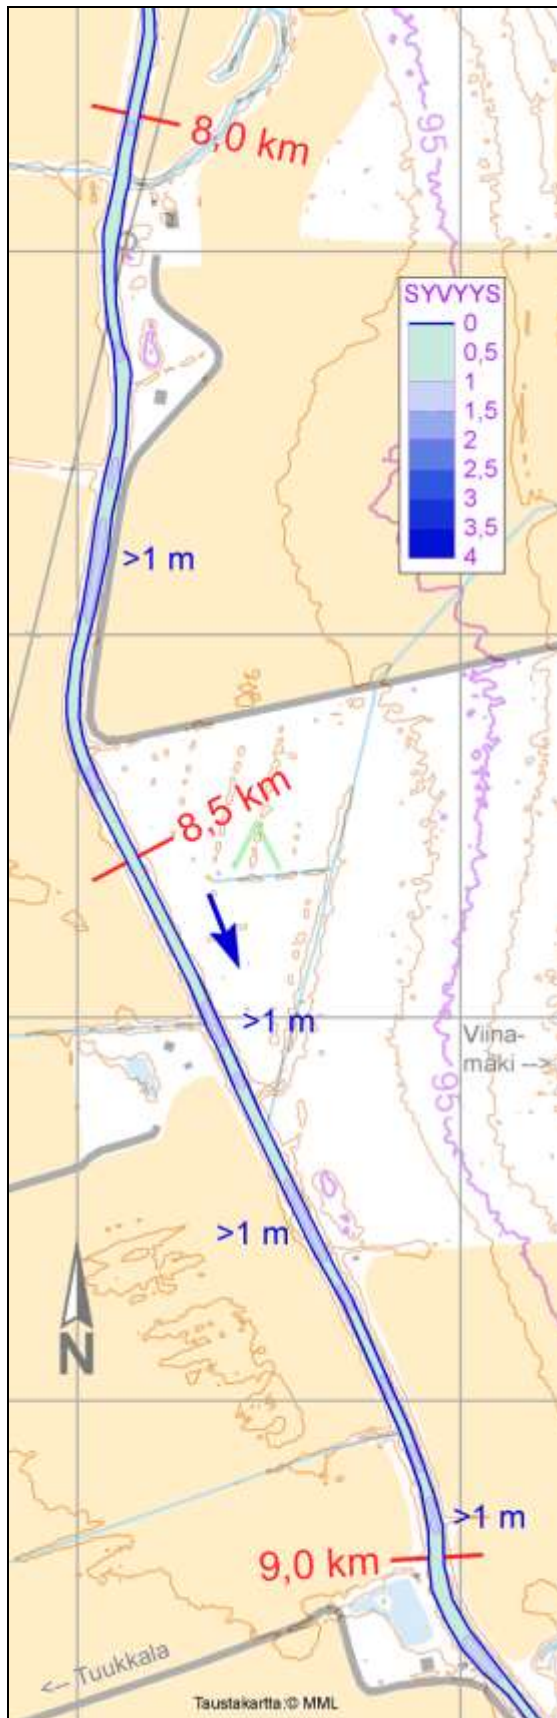 8,0 km
95
SYVYYS
0
0,5
1
1,5
2
2,5
3
3,5
4
>1 m
8,5 km
>1 m
Viina-
mäki -->
95
>1 m
N
>1 m
9,0 km
<-- Tuukkala
Taustakartta:© MML